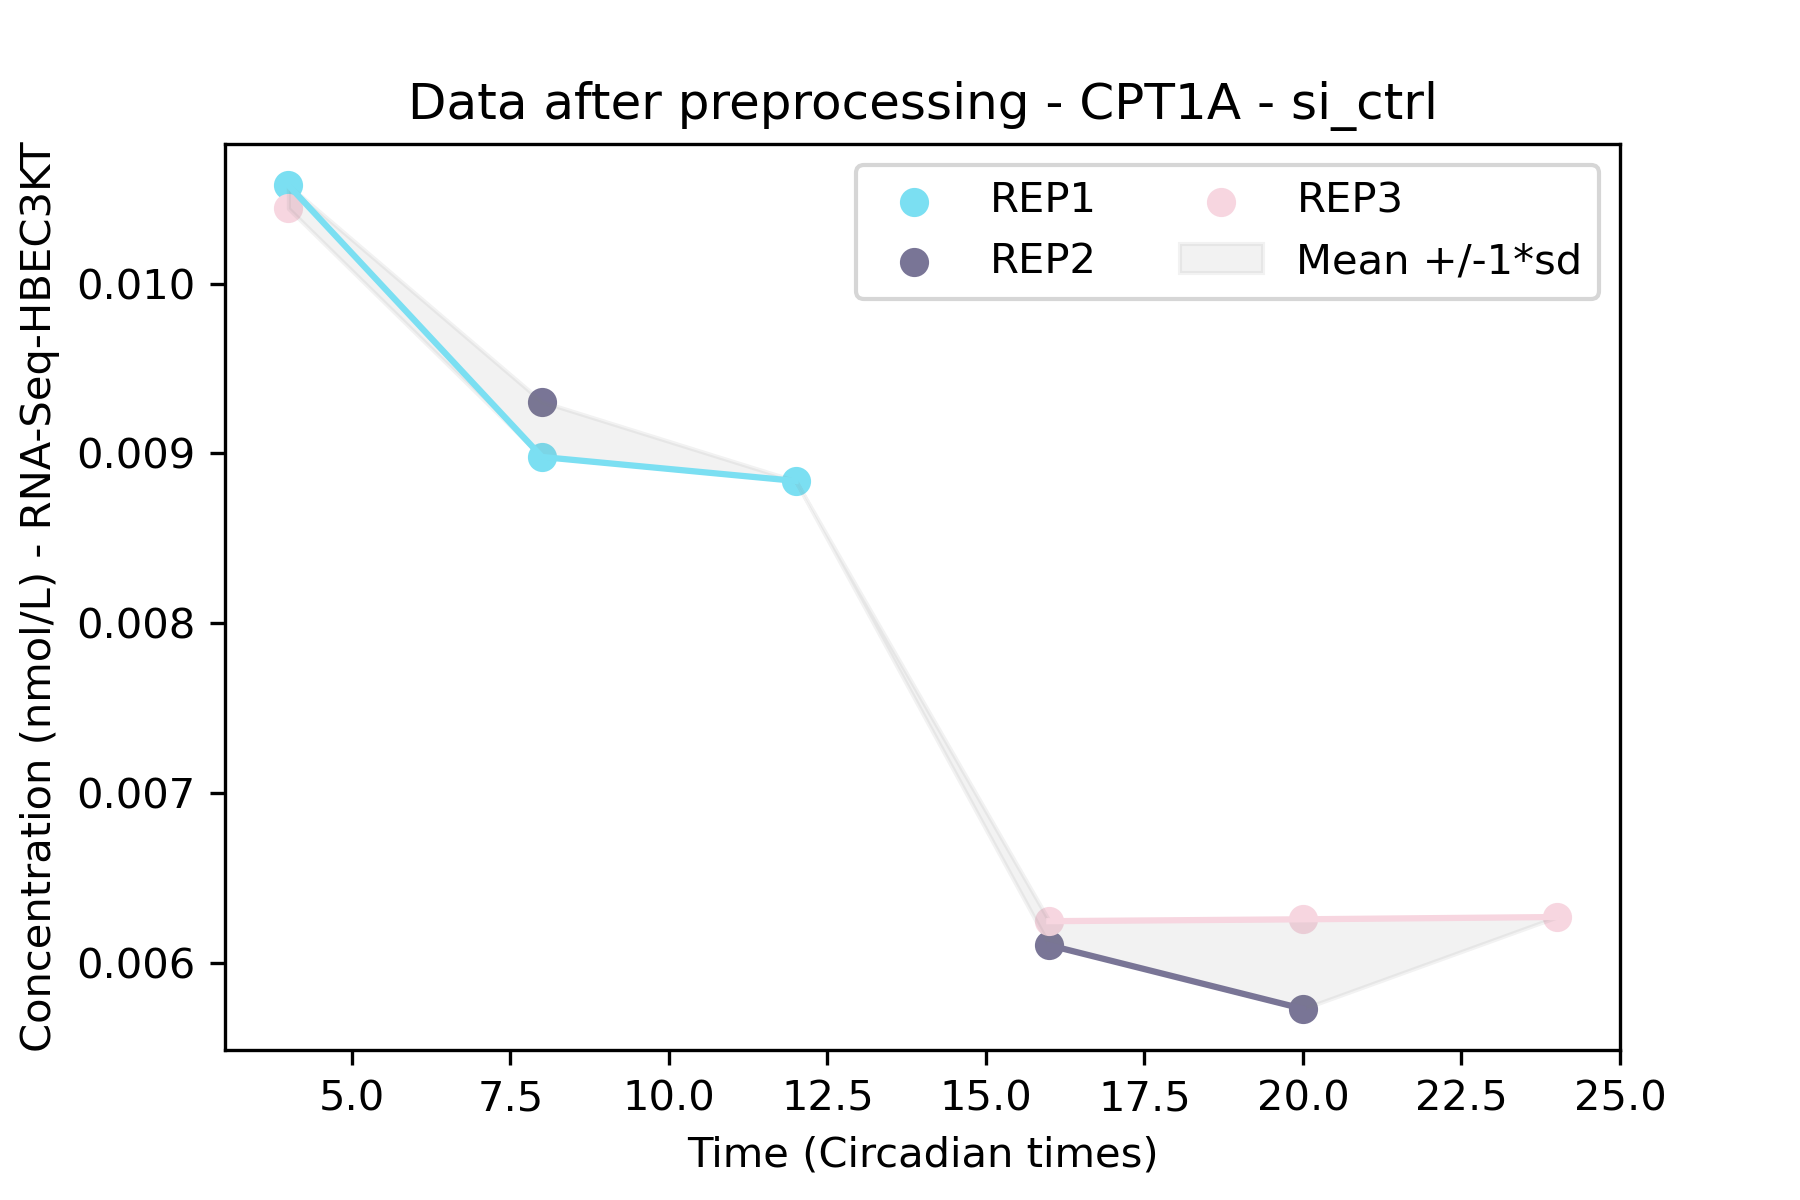 Data after preprocessing - CPT1A - si_ctrl
Concentration (nmol/L) - RNA-Seq-HBEC3KT
REP1
REP2
REP3
Mean +/-1*sd
0.010
0.009
0.008
0.007
0.006
5.0 7.5 10.0 12.5 15.0 17.5 20.0 22.5 25.0
Time (Circadian times)